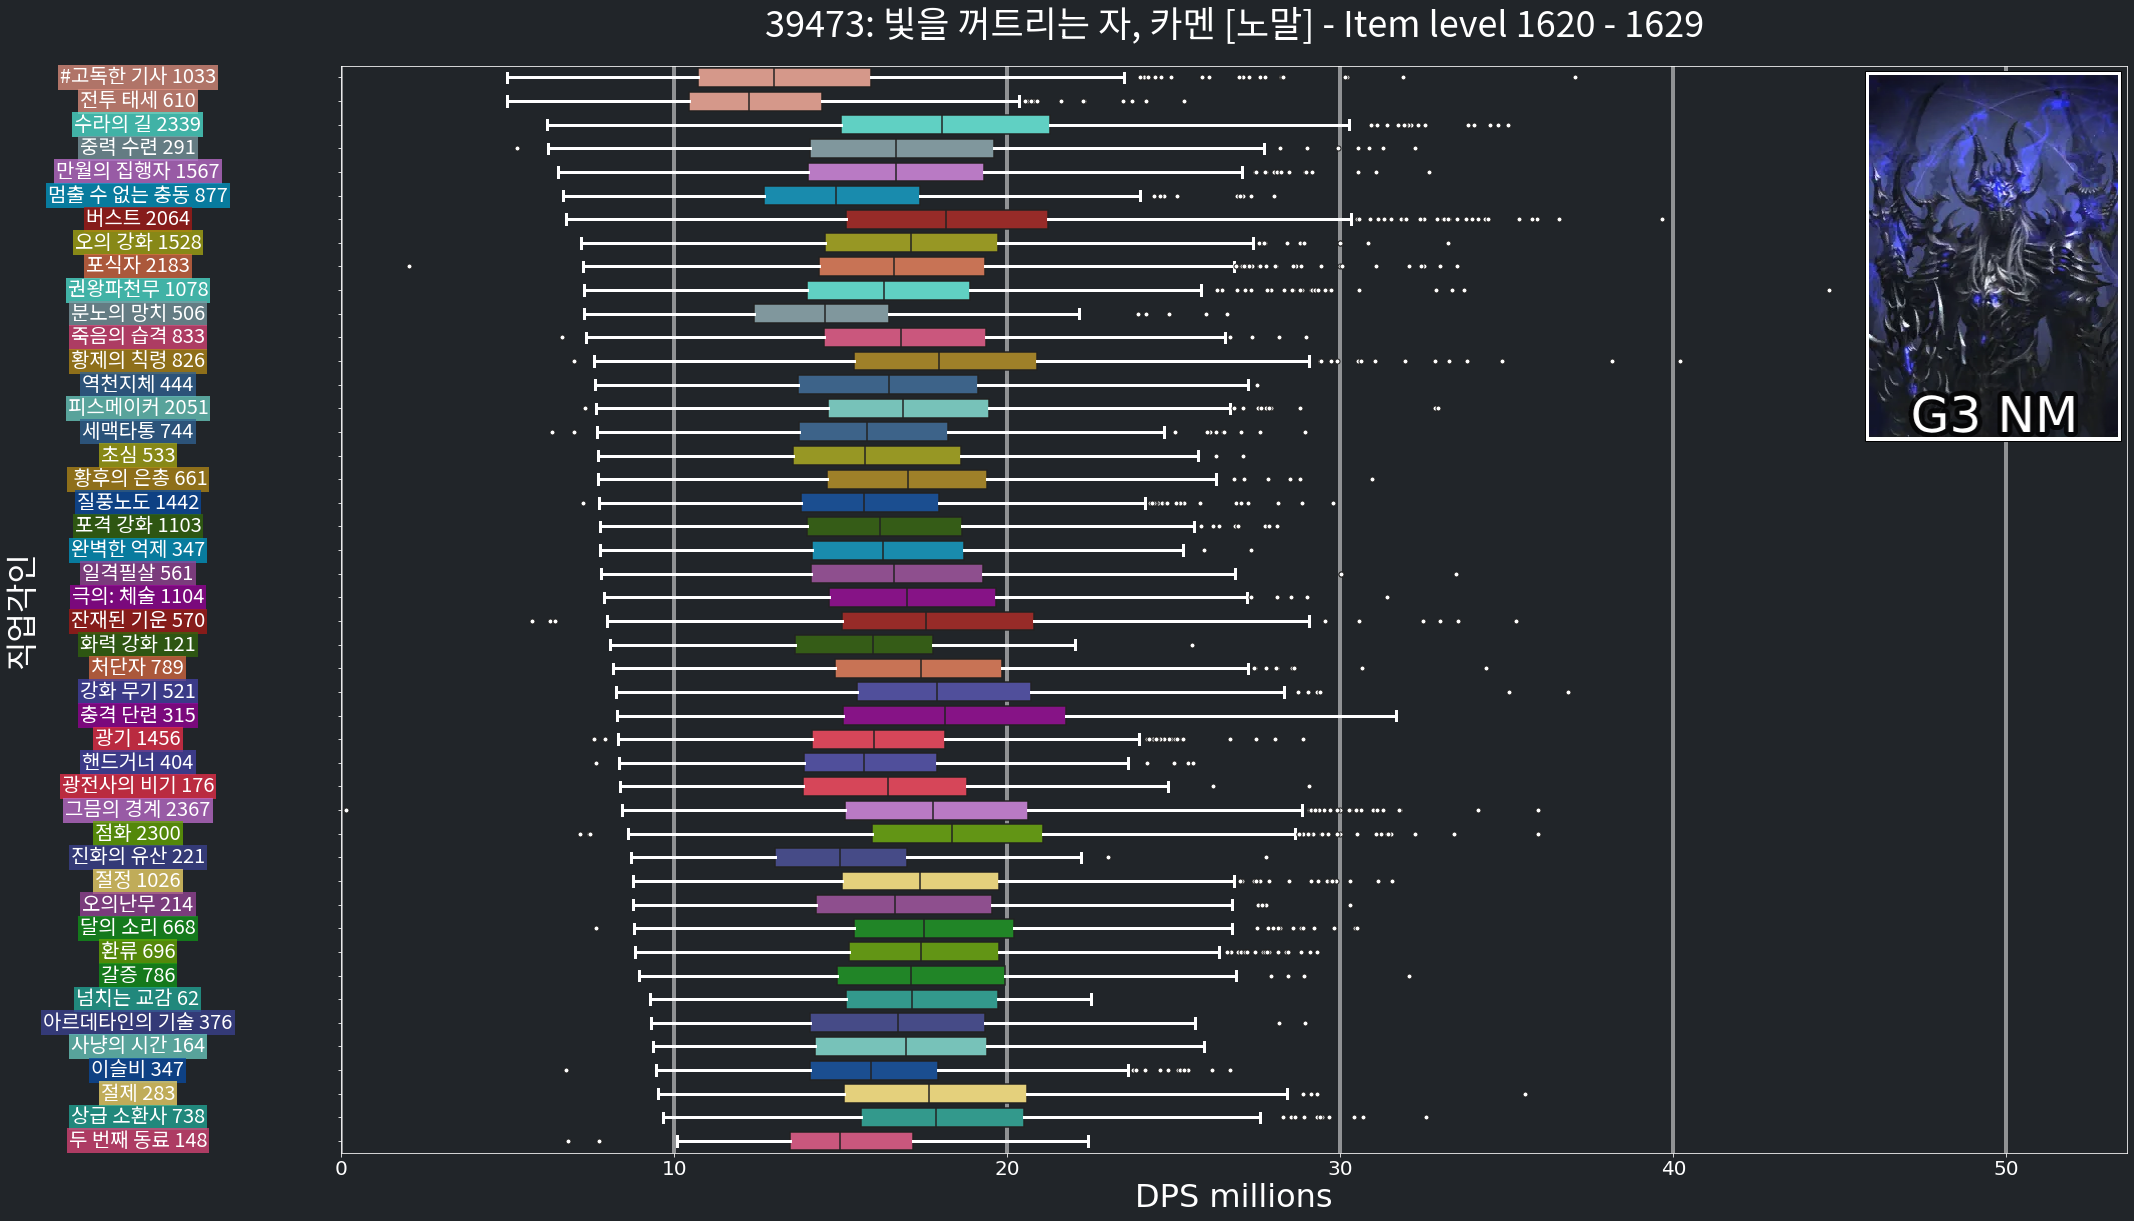 39473: 빛을 꺼트리는 자, 카멘 [노말] - Item level 1620 - 1629
#고독한 기사 1033
전투 태세 610
수라의 길 2339
중력 수련 291
만월의 집행자 1567
멈출 수 없는 충동 877
버스트 2064
오의 강화 1528
포식자 2183
권왕파천무 1078
분노의 망치 506
죽음의 습격 833
황제의 칙령 826
역천지체 444
피스메이커 2051
세맥타통 744
초심 533
황후의 은총 661
질풍노도 1442
포격 강화 1103
완벽한 억제 347
일격필살 561
극의: 체술 1104
잔재된 기운 570
화력 강화 121
처단자 789
강화 무기 521
충격 단련 315
광기 1456
핸드거너 404
광전사의 비기 176
그믐의 경계 2367
점화 2300
진화의 유산 221
절정 1026
오의난무 214
달의 소리 668
환류 696
갈증 786
넘치는 교감 62
아르데타인의 기술 376
사냥의 시간 164
이슬비 347
절제 283
상급 소환사 738
두 번째 동료 148
직업각인
G3 NM
0 10 20 30 40 50
DPS millions